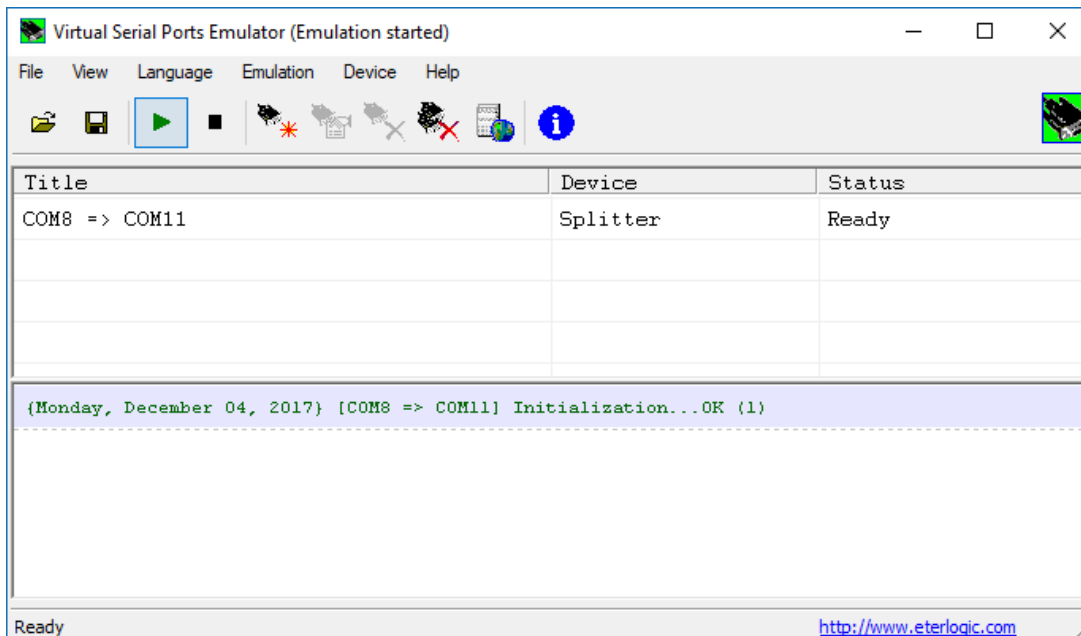 Virtual Serial Ports Emulator (Emulation started)
File View Language Emulation Device Help
Title Device Status
COM8 => COM11 Splitter Ready
{Monday, December 04, 2017} [COM8 => COM11] Initialization...OK (1)
Ready http://www.eterlogic.com